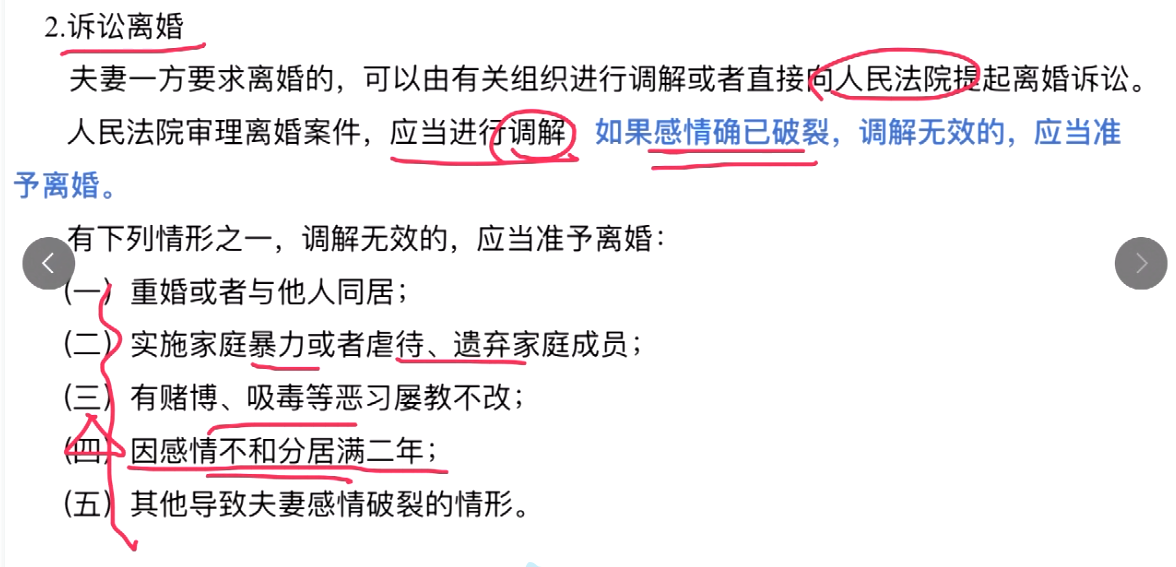 2.诉讼离婚
夫妻一方要求离婚的，可以由有关组织进行调解或者直接向人民法院提起离婚诉讼。
人民法院审理离婚案件，应当进行调解 如果感情确已破裂，调解无效的，应当准
予离婚。
有下列情形之一，调解无效的，应当准予离婚：
(一）重婚或者与他人同居；
(二）实施家庭暴力或者虐待、遗弃家庭成员；
(三）有赌博、吸毒等恶习屡教不改；
(四）因感情不和分居满二年；
(五）其他导致夫妻感情破裂的情形。